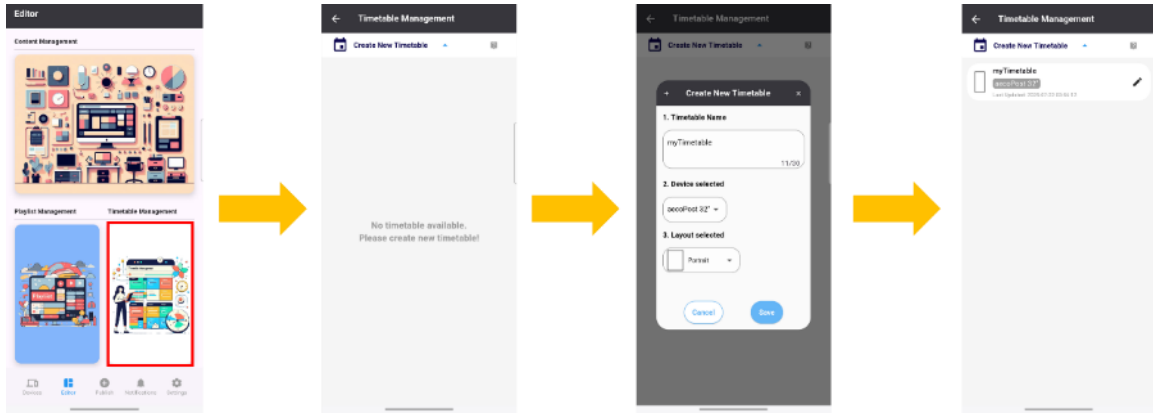 Editor
Content Management
Playlist Management
Timetable Management
Devices
Editor
Publish
Notifications
Settings
Timetable Management
Create New Timetable
No timetable available.
Please create new timetable!
Timetable Management
Create New Timetable
Create New Timetable
1. Timetable Name
myTimetable
11/30
2. Device selected
aecoPost 32"
3. Layout selected
Portrait
Cancel
Save
Timetable Management
Create New Timetable
myTimetable
aecoPost 32"
Last Updated: